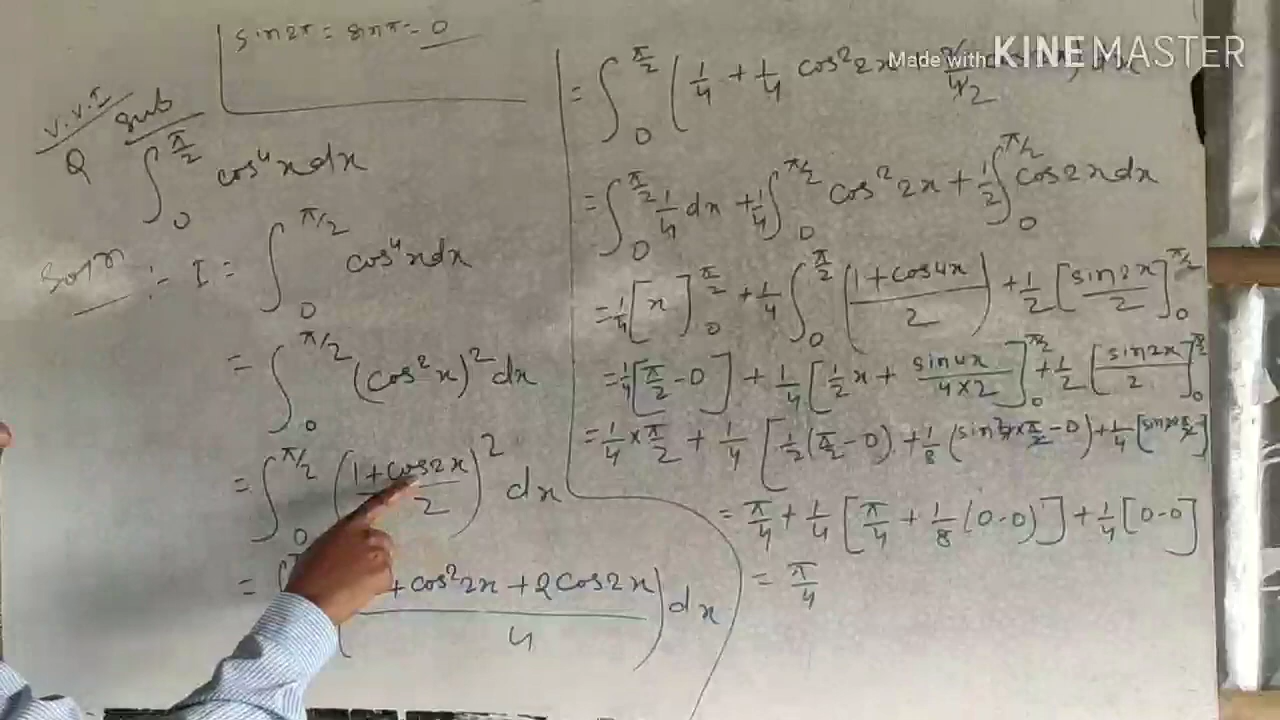 sin2π = sinπ = 0
V.V.I
Q sub
∫₀^{π/2} cos⁴x dx
Soln :- I = ∫₀^{π/2} cos⁴x dx
= ∫₀^{π/2} (cos²x)² dx
= ∫₀^{π/2} (1+cos2x / 2)² dx
+ cos²2x + 2cos2x) / 4 dx
Made with KINEMASTER
= ∫₀^{π/2} (1/4 + 1/4 cos²2x +
= ∫₀^{π/2} 1/4 dx + 1/4 ∫₀^{π/2} cos²2x + 1/2 ∫₀^{π/2} cos2x dx
= 1/4 [x]₀^{π/2} + 1/4 ∫₀^{π/2} (1+cos4x / 2) + 1/2 [sin2x / 2]₀^{π/2}
= 1/4 [π/2 - 0] + 1/4 [1/2 x + sin4x / 4×2]₀^{π/2} + 1/2 [sin2x / 2]₀^{π/2}
= 1/4 × π/2 + 1/4 [1/2 (π/2 - 0) + 1/8 (sin × π/2 - 0) + 1/4 [sin
= π/4 + 1/4 [π/4 + 1/8 (0-0)] + 1/4 [0-0]
= π/4